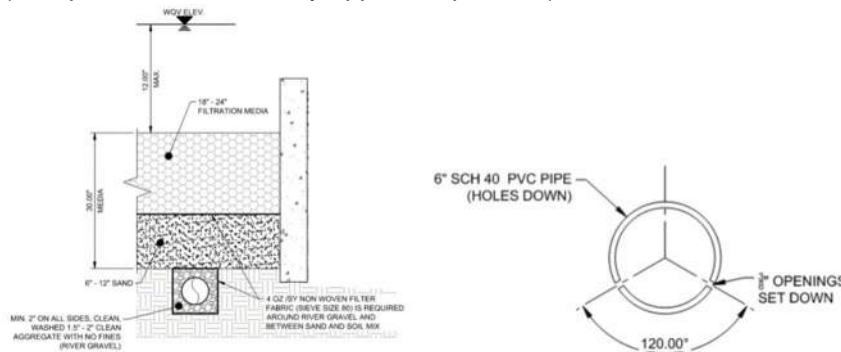 WQV ELEV.
12.00"
MAX.
18" - 24"
FILTRATION MEDIA
30.00"
MEDIA
6" - 12" SAND
MIN. 2" ON ALL SIDES, CLEAN,
WASHED 1.5" - 2" CLEAN
AGGREGATE WITH NO FINES
(RIVER GRAVEL)
4 OZ /SY NON WOVEN FILTER
FABRIC (SIEVE SIZE 80) IS REQUIRED
AROUND RIVER GRAVEL AND
BETWEEN SAND AND SOIL MIX
6" SCH 40 PVC PIPE
(HOLES DOWN)
OPENINGS
SET DOWN
120.00°